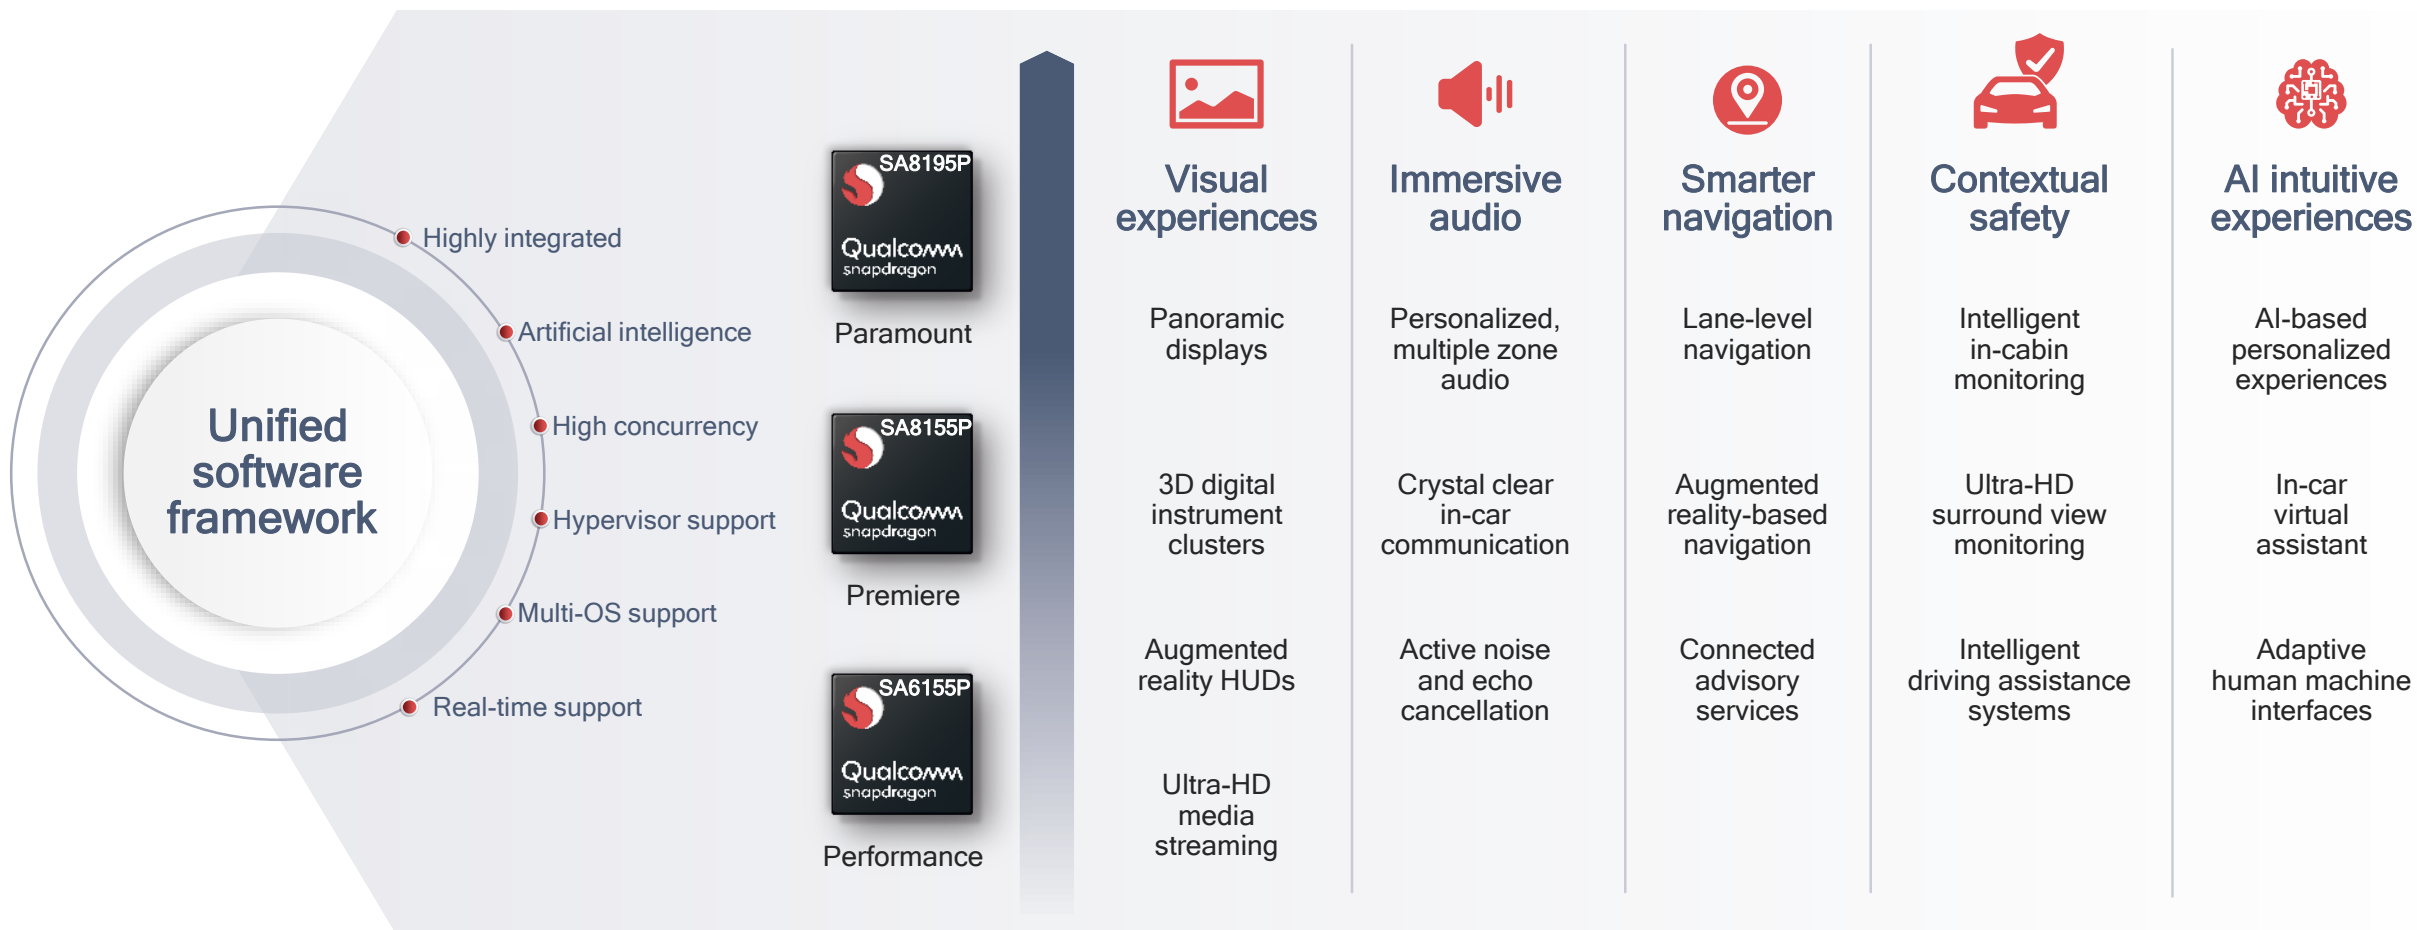 Unified
software
framework
Highly integrated
Artificial intelligence
High concurrency
Hypervisor support
Multi-OS support
Real-time support
SA8195P
Qualcomm
snapdragon
Paramount
SA8155P
Qualcomm
snapdragon
Premiere
SA6155P
Qualcomm
snapdragon
Performance
Visual
experiences
Panoramic
displays
3D digital
instrument
clusters
Augmented
reality HUDs
Ultra-HD
media
streaming
Immersive
audio
Personalized,
multiple zone
audio
Crystal clear
in-car
communication
Active noise
and echo
cancellation
Smarter
navigation
Lane-level
navigation
Augmented
reality-based
navigation
Connected
advisory
services
Contextual
safety
Intelligent
in-cabin
monitoring
Ultra-HD
surround view
monitoring
Intelligent
driving assistance
systems
AI intuitive
experiences
AI-based
personalized
experiences
In-car
virtual
assistant
Adaptive
human machine
interfaces